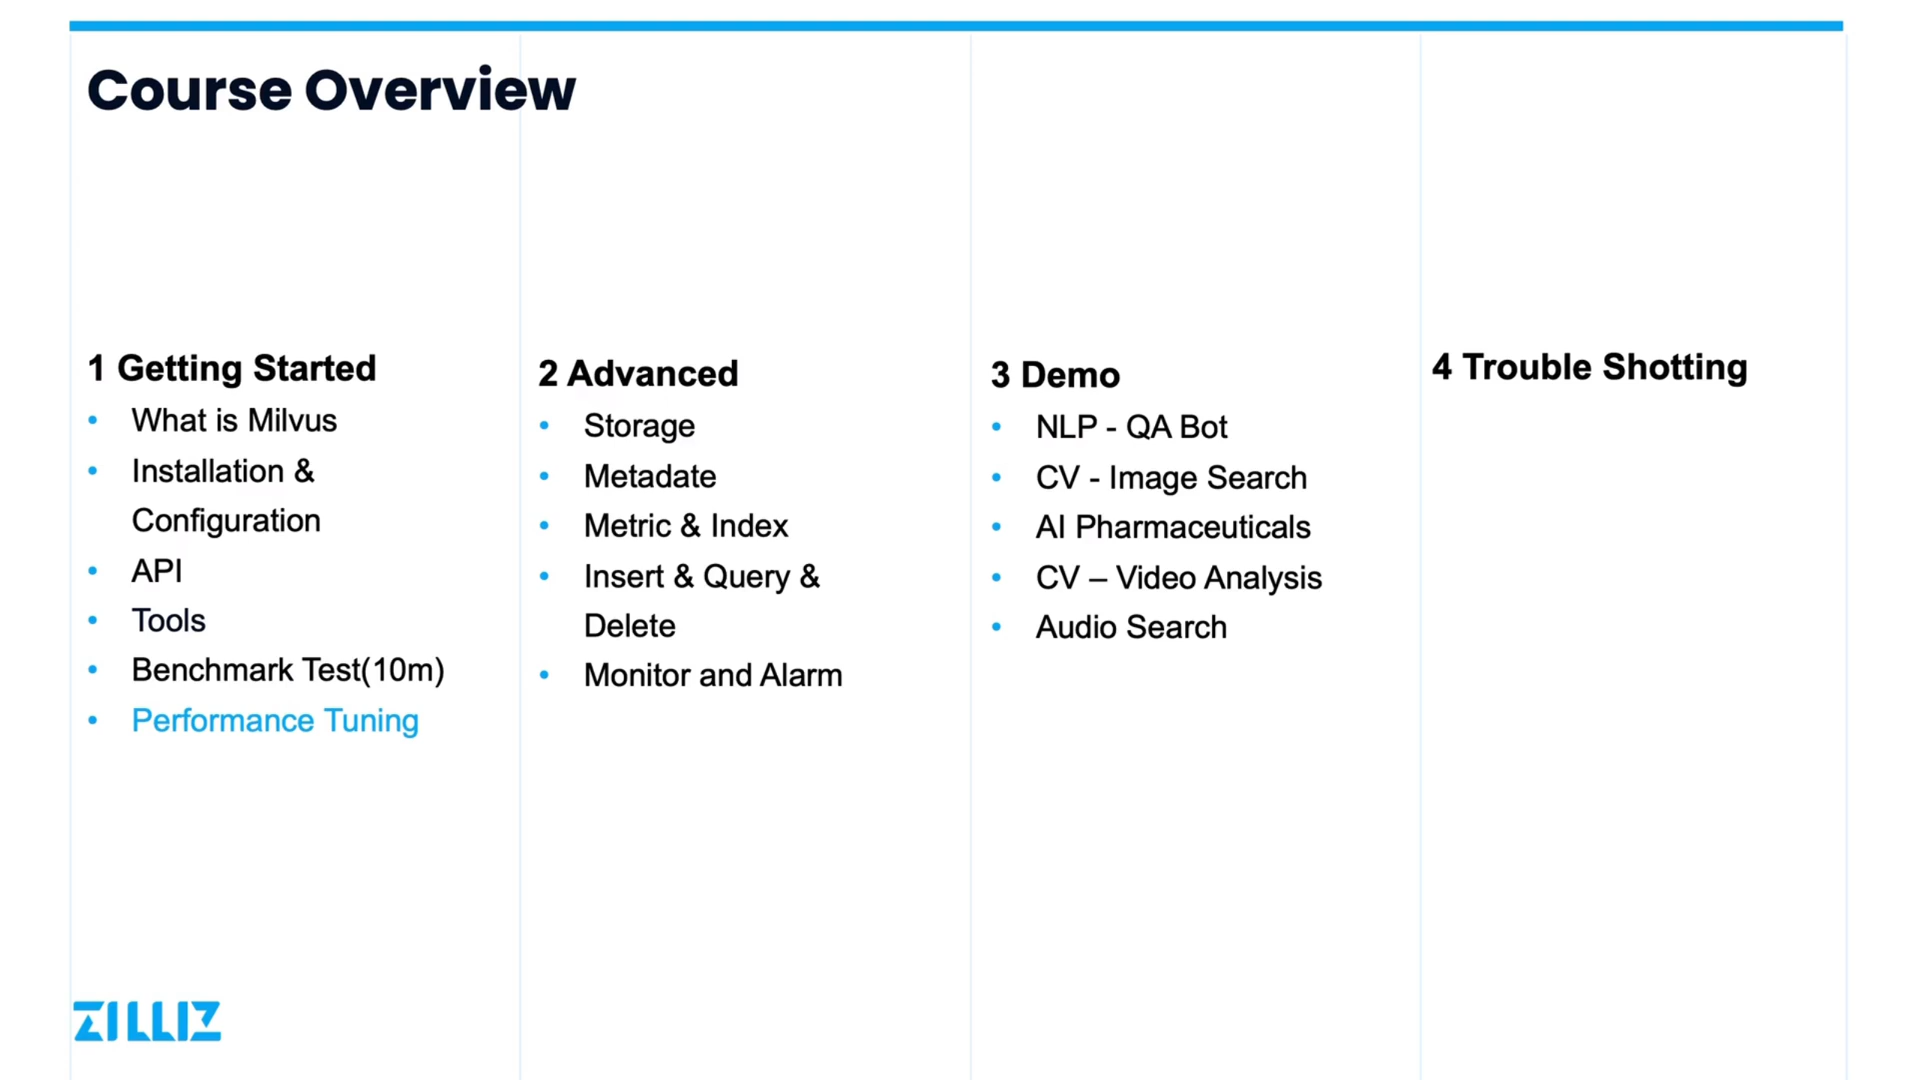 Course Overview
1 Getting Started
• What is Milvus
• Installation &
Configuration
• API
• Tools
• Benchmark Test(10m)
• Performance Tuning
2 Advanced
• Storage
• Metadate
• Metric & Index
• Insert & Query &
Delete
• Monitor and Alarm
3 Demo
• NLP - QA Bot
• CV - Image Search
• AI Pharmaceuticals
• CV – Video Analysis
• Audio Search
4 Trouble Shotting
ZILLIZ